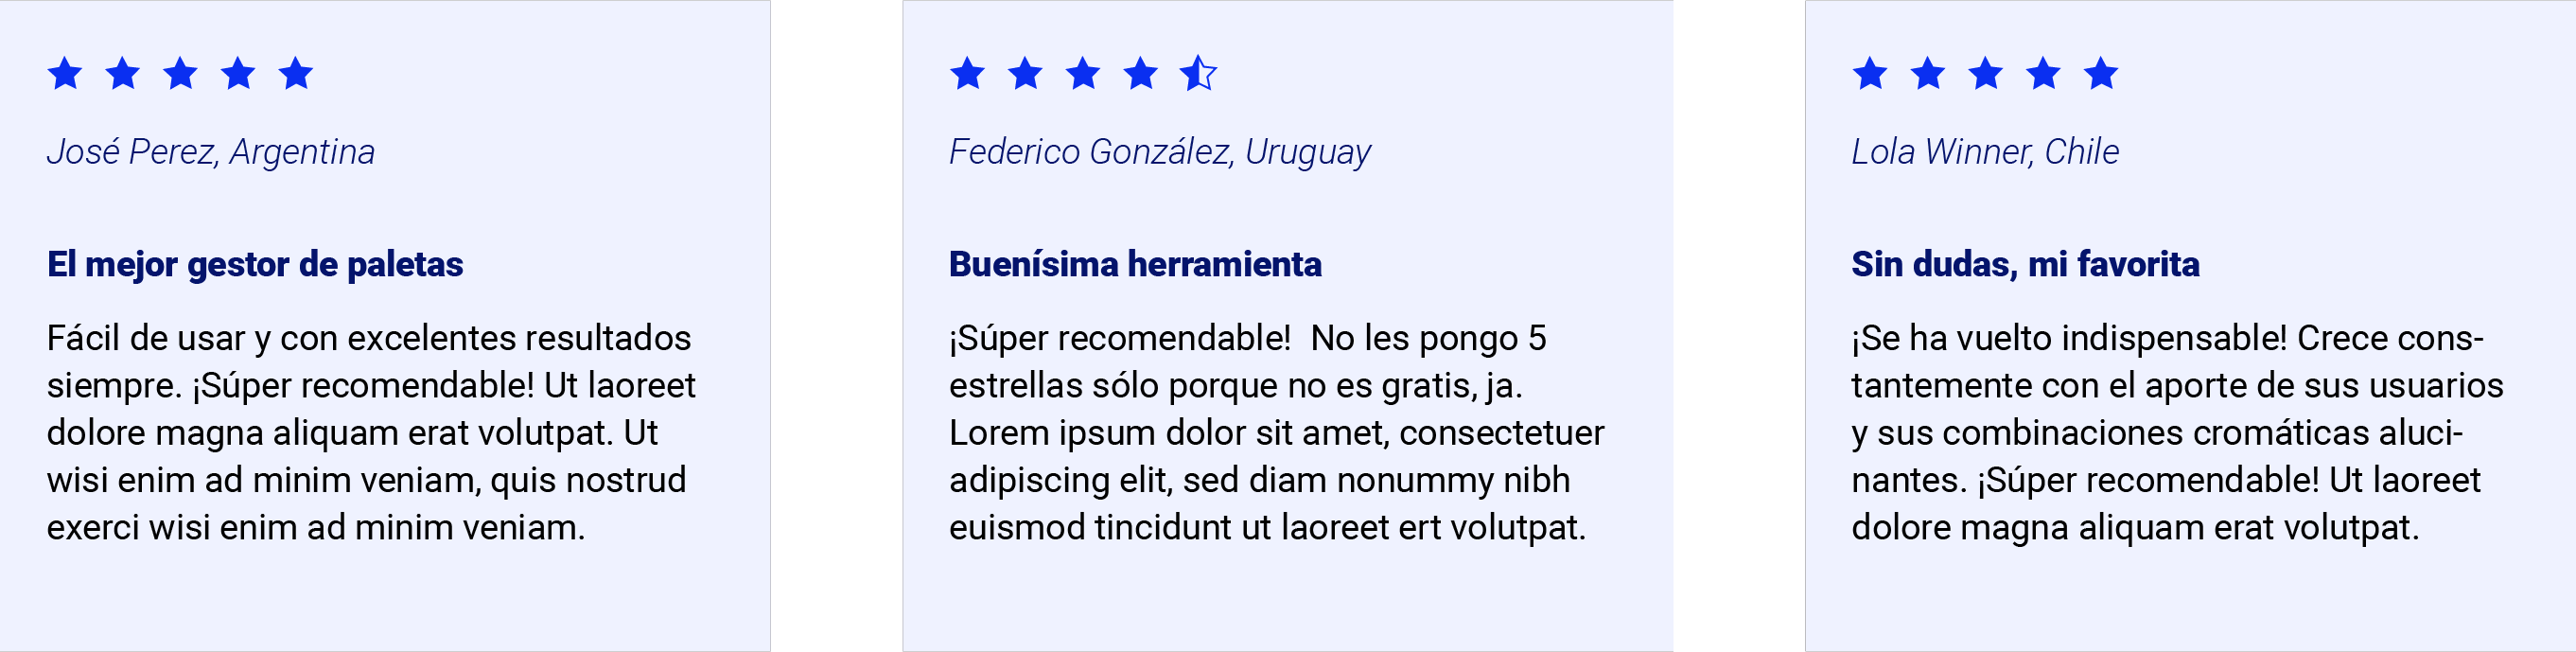 José Perez, Argentina
El mejor gestor de paletas
Fácil de usar y con excelentes resultados
siempre. ¡Súper recomendable! Ut laoreet
dolore magna aliquam erat volutpat. Ut
wisi enim ad minim veniam, quis nostrud
exerci wisi enim ad minim veniam.
Federico González, Uruguay
Buenísima herramienta
¡Súper recomendable!  No les pongo 5
estrellas sólo porque no es gratis, ja.
Lorem ipsum dolor sit amet, consectetuer
adipiscing elit, sed diam nonummy nibh
euismod tincidunt ut laoreet ert volutpat.
Lola Winner, Chile
Sin dudas, mi favorita
¡Se ha vuelto indispensable! Crece cons-
tantemente con el aporte de sus usuarios
y sus combinaciones cromáticas aluci-
nantes. ¡Súper recomendable! Ut laoreet
dolore magna aliquam erat volutpat.